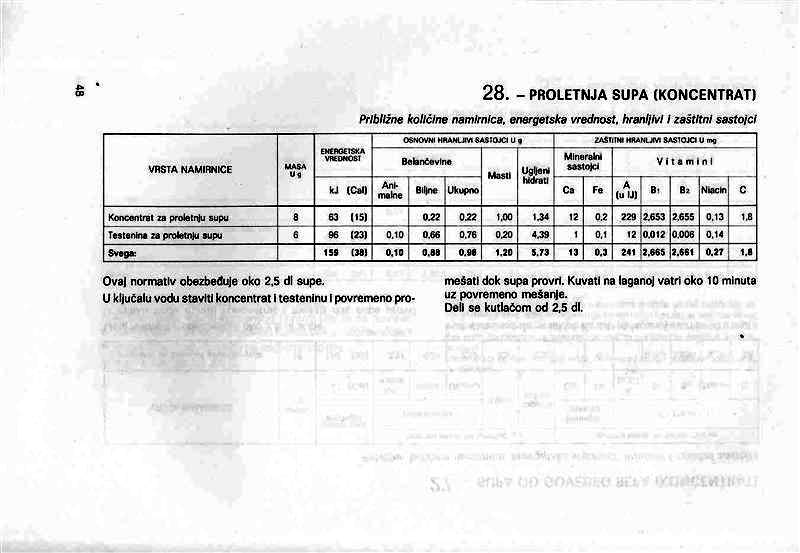 48
28. – PROLETNJA SUPA (KONCENTRAT)
Približne količine namirnica, energetska vrednost, hranljivi i zaštitni sastojci
VRSTA NAMIRNICE MASA U g ENERGETSKA VREDNOST OSNOVNI HRANLJIVI SASTOJCI U g ZAŠTITNI HRANLJIVI SASTOJCI U mg
Belančevine Masti Ugljeni hidrati Mineralni sastojci Vitamini
kJ (Cal) Animalne Biljne Ukupno Ca Fe A (u IJ) B1 B2 Niacin C
Koncentrat za proletnju supu 8 63 (15) 0,22 0,22 1,00 1,34 12 0,2 229 2,653 2,655 0,13 1,8
Testenina za proletnju supu 6 96 (23) 0,10 0,66 0,76 0,20 4,39 1 0,1 12 0,012 0,006 0,14
Svega: 159 (38) 0,10 0,88 0,98 1,20 5,73 13 0,3 241 2,665 2,661 0,27 1,8
Ovaj normativ obezbeđuje oko 2,5 dl supe.
U ključalu vodu staviti koncentrat i testeninu i povremeno pro-
mešati dok supa provri. Kuvati na laganoj vatri oko 10 minuta
uz povremeno mešanje.
Deli se kutlačom od 2,5 dl.